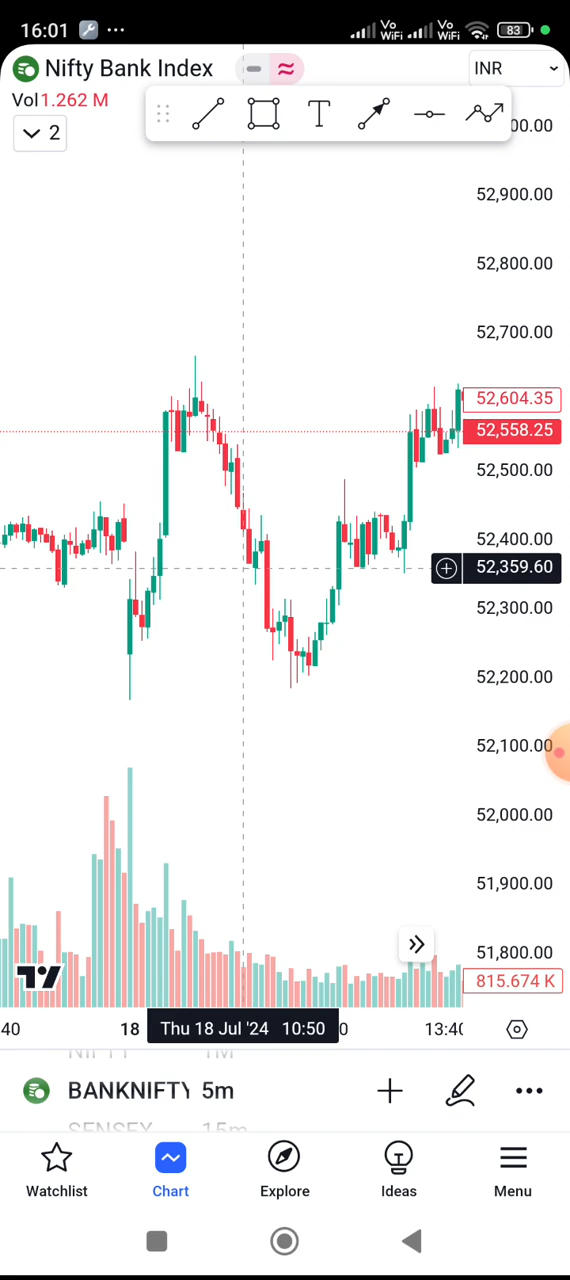 16:01 ... Vo WiFi Vo WiFi 83
Nifty Bank Index INR
Vol 1.262 M
2
T
00.00
52,900.00
52,800.00
52,700.00
52,604.35
52,558.25
52,500.00
52,400.00
52,359.60
52,300.00
52,200.00
52,100.00
52,000.00
51,900.00
51,800.00
815.674 K
:40 18 Thu 18 Jul '24 10:50 0 13:40
NIFTY 1M
BANKNIFTY 5m
SENSEX 15m
Watchlist Chart Explore Ideas Menu